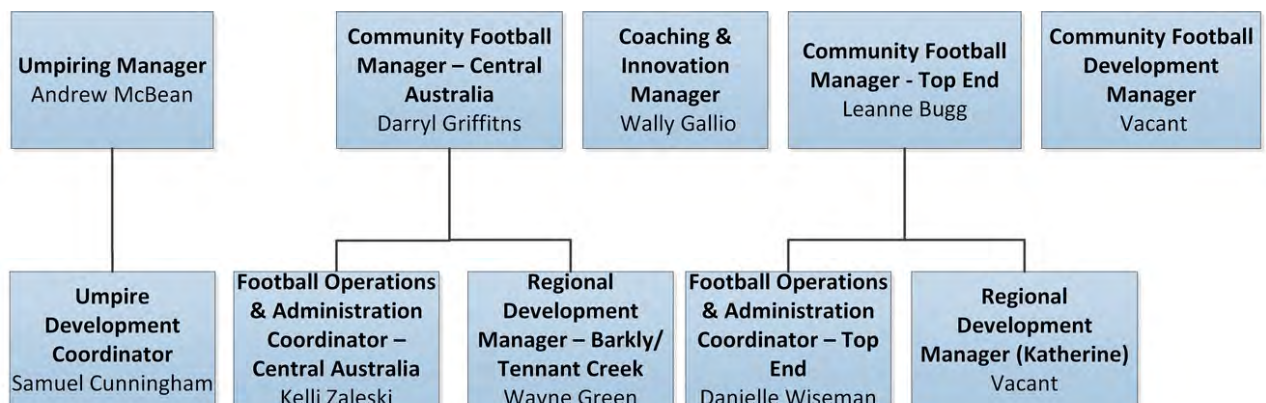 Umpiring Manager
Andrew McBean
Community Football
Manager – Central
Australia
Darryl Griffitns
Coaching &
Innovation
Manager
Wally Gallio
Community Football
Manager - Top End
Leanne Bugg
Community Football
Development
Manager
Vacant
Umpire
Development
Coordinator
Samuel Cunningham
Football Operations
& Administration
Coordinator –
Central Australia
Kelli Zaleski
Regional
Development
Manager – Barkly/
Tennant Creek
Wayne Green
Football Operations
& Administration
Coordinator – Top
End
Danielle Wiseman
Regional
Development
Manager (Katherine)
Vacant